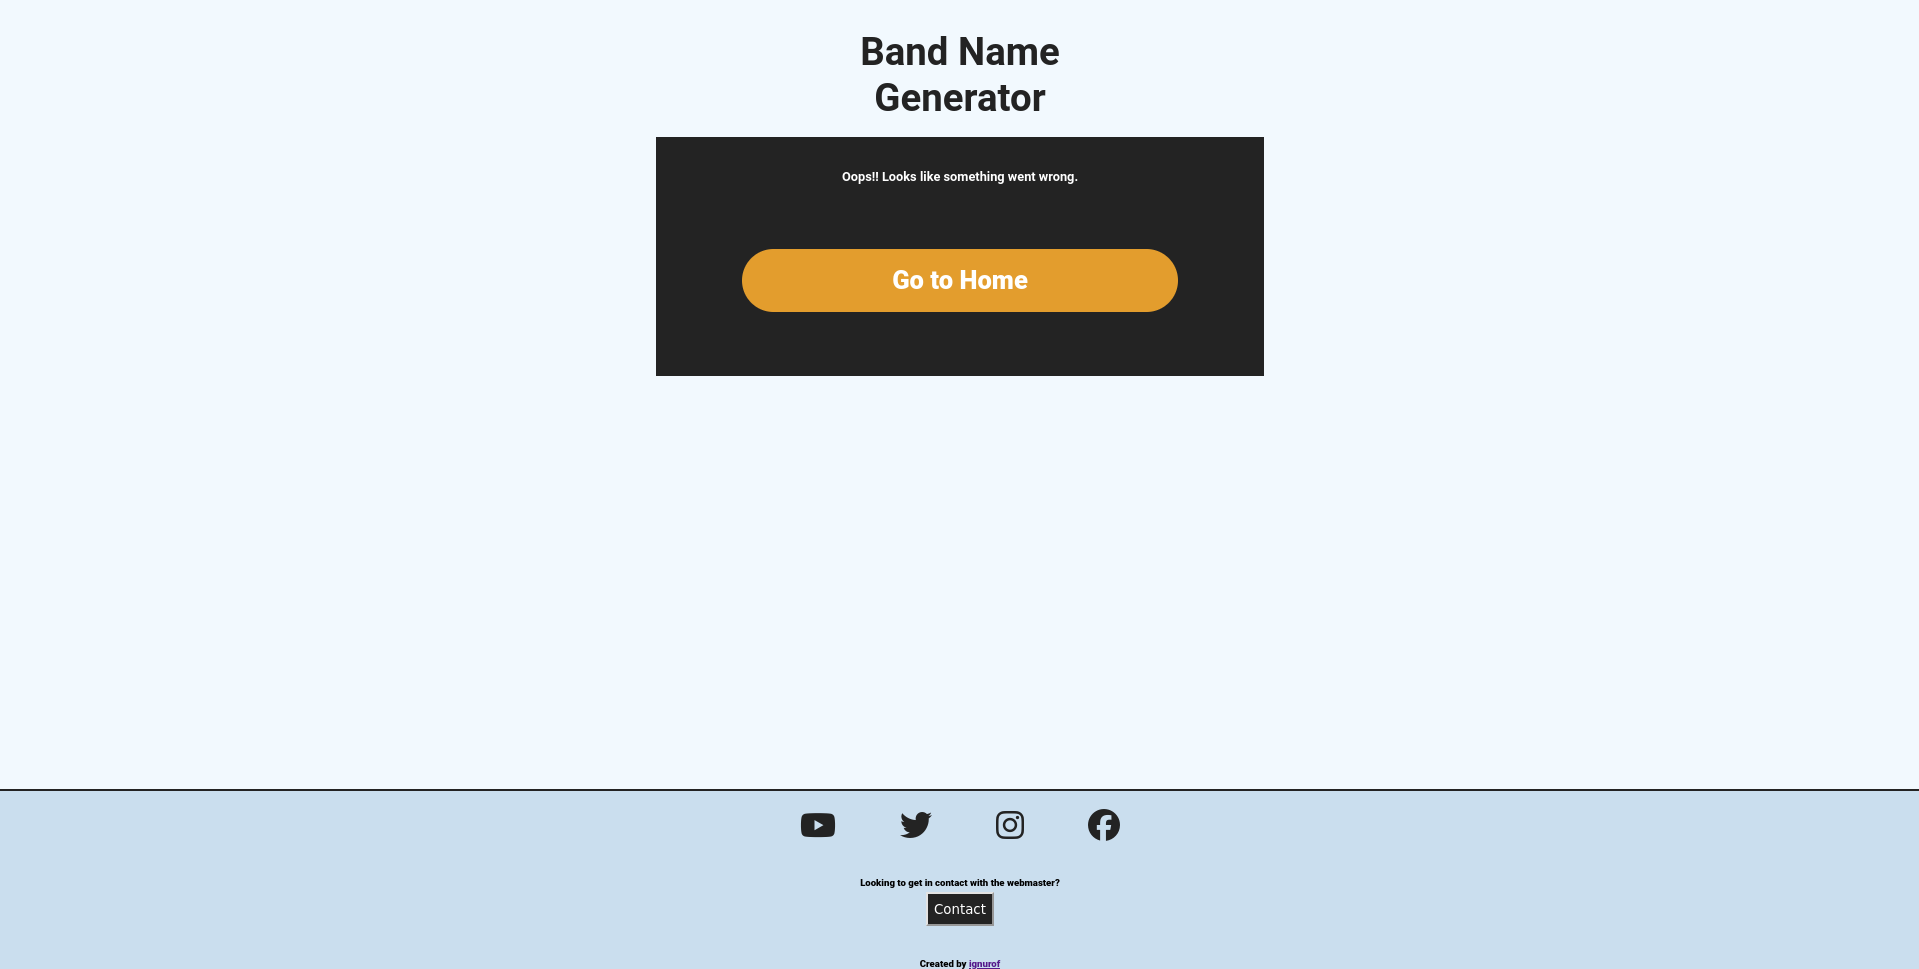 Band Name
Generator
Oops!! Looks like something went wrong.
Go to Home
Looking to get in contact with the webmaster?
Contact
Created by ignurof